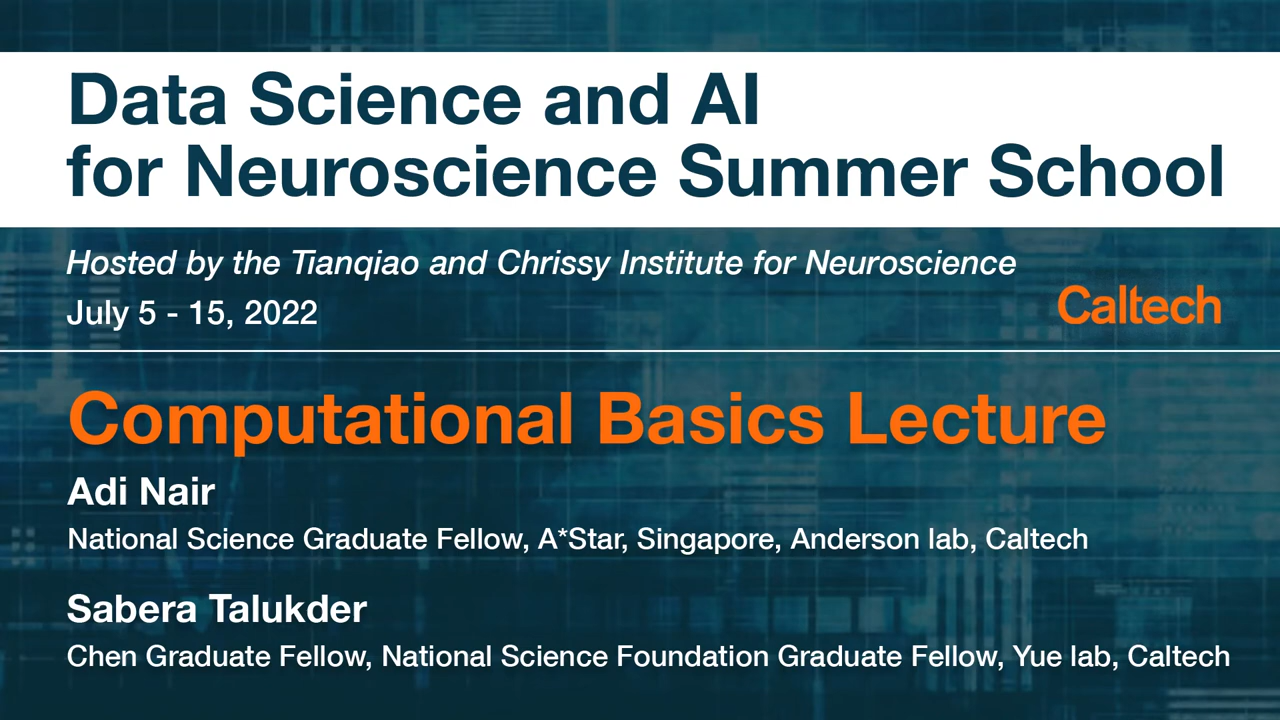 Data Science and AI
for Neuroscience Summer School
Hosted by the Tianqiao and Chrissy Institute for Neuroscience
July 5 - 15, 2022
Caltech
Computational Basics Lecture
Adi Nair
National Science Graduate Fellow, A*Star, Singapore, Anderson lab, Caltech
Sabera Talukder
Chen Graduate Fellow, National Science Foundation Graduate Fellow, Yue lab, Caltech